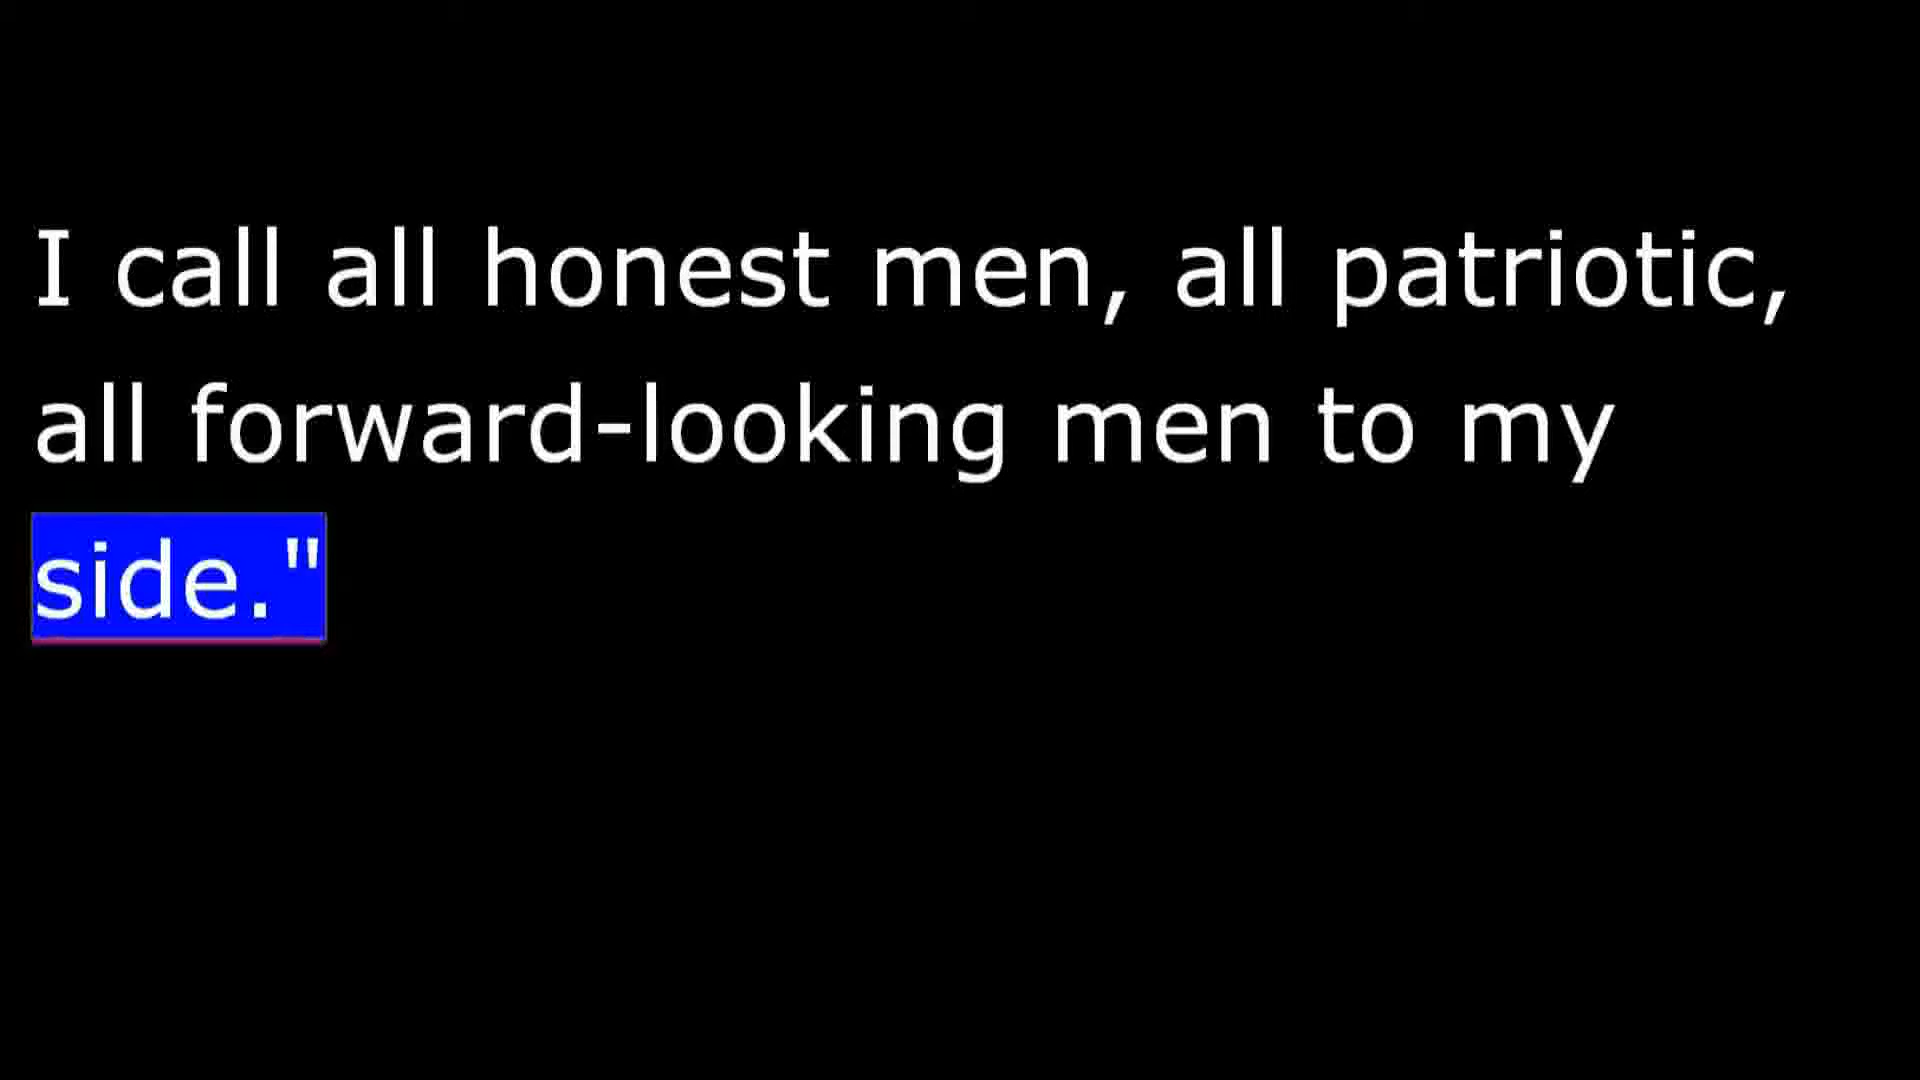 I call all honest men, all patriotic,
all forward-looking men to my
side."